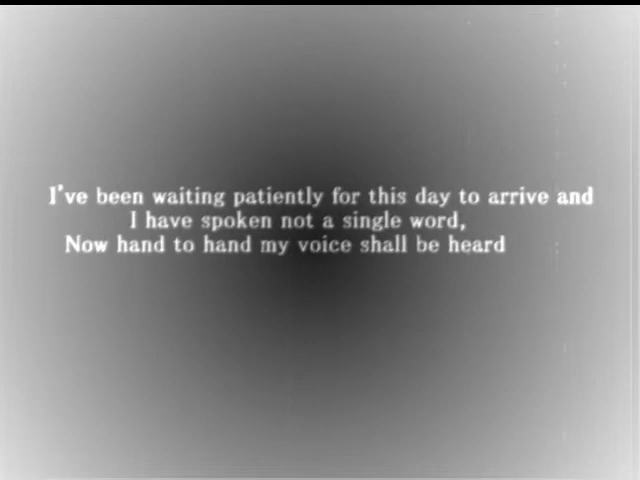 I've been waiting patiently for this day to arrive and
I have spoken not a single word,
Now hand to hand my voice shall be heard